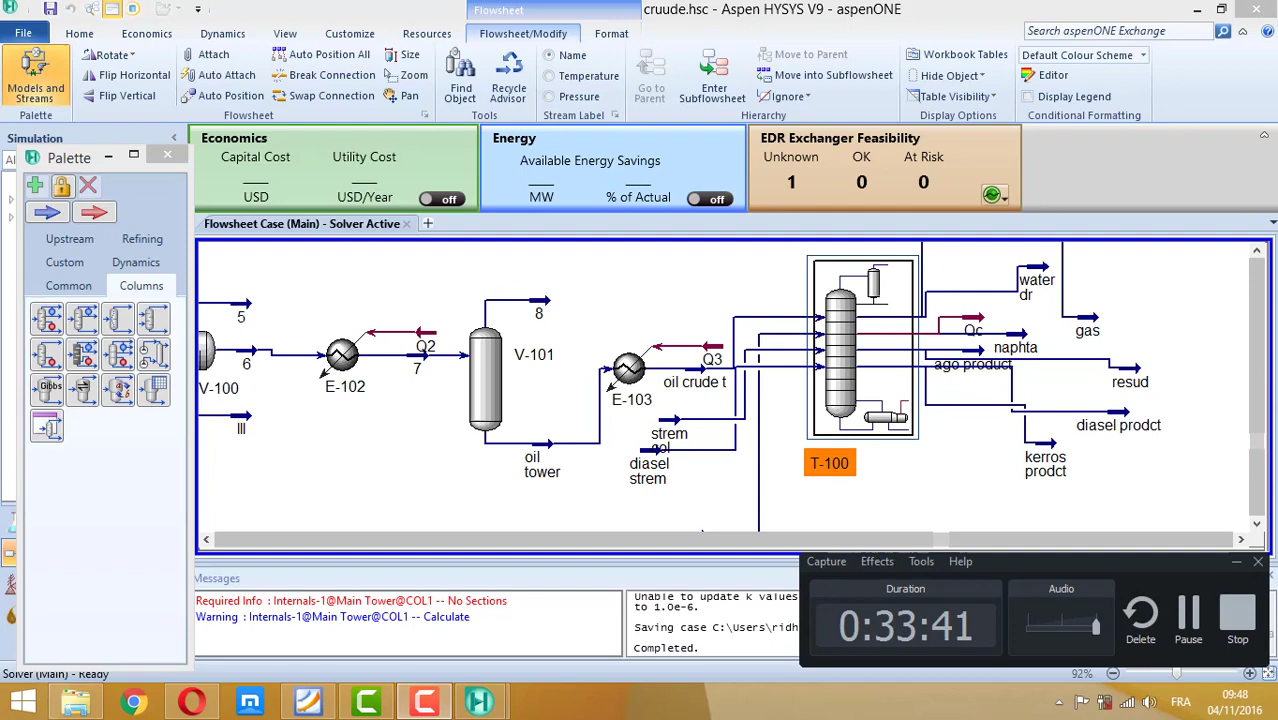 cruude.hsc - Aspen HYSYS V9 - aspenONE
Flowsheet
File
Home
Economics
Dynamics
View
Customize
Resources
Flowsheet/Modify
Format
Search aspenONE Exchange
Models and
Streams
Palette
Rotate
Flip Horizontal
Flip Vertical
Attach
Auto Attach
Auto Position
Auto Position All
Break Connection
Swap Connection
Size
Zoom
Pan
Flowsheet
Find
Object
Recycle
Advisor
Tools
Name
Temperature
Pressure
Stream Label
Go to
Parent
Enter
Subflowsheet
Move to Parent
Move into Subflowsheet
Ignore
Hierarchy
Workbook Tables
Hide Object
Table Visibility
Display Options
Default Colour Scheme
Editor
Display Legend
Conditional Formatting
Simulation
Al
Palette
Upstream
Refining
Custom
Dynamics
Common
Columns
Gibbs
Economics
Capital Cost
Utility Cost
USD
USD/Year
off
Energy
Available Energy Savings
MW
% of Actual
off
EDR Exchanger Feasibility
Unknown
OK
At Risk
1
0
0
Flowsheet Case (Main) - Solver Active
5
6
V-100
III
E-102
Q2
7
8
V-101
oil
tower
E-103
Q3
oil crude t
strem
col
diasel
strem
T-100
water
dr
gas
Qc
naphta
ago product
resud
diasel prodct
kerros
prodct
Messages
Required Info : Internals-1@Main Tower@COL1 -- No Sections
Warning : Internals-1@Main Tower@COL1 -- Calculate
Unable to update k values
to 1.0e-6.
Saving case C:\Users\ridh
Completed.
Capture
Effects
Tools
Help
Duration
0:33:41
Audio
Delete
Pause
Stop
Solver (Main) - Ready
92%
FRA
09:48
04/11/2016